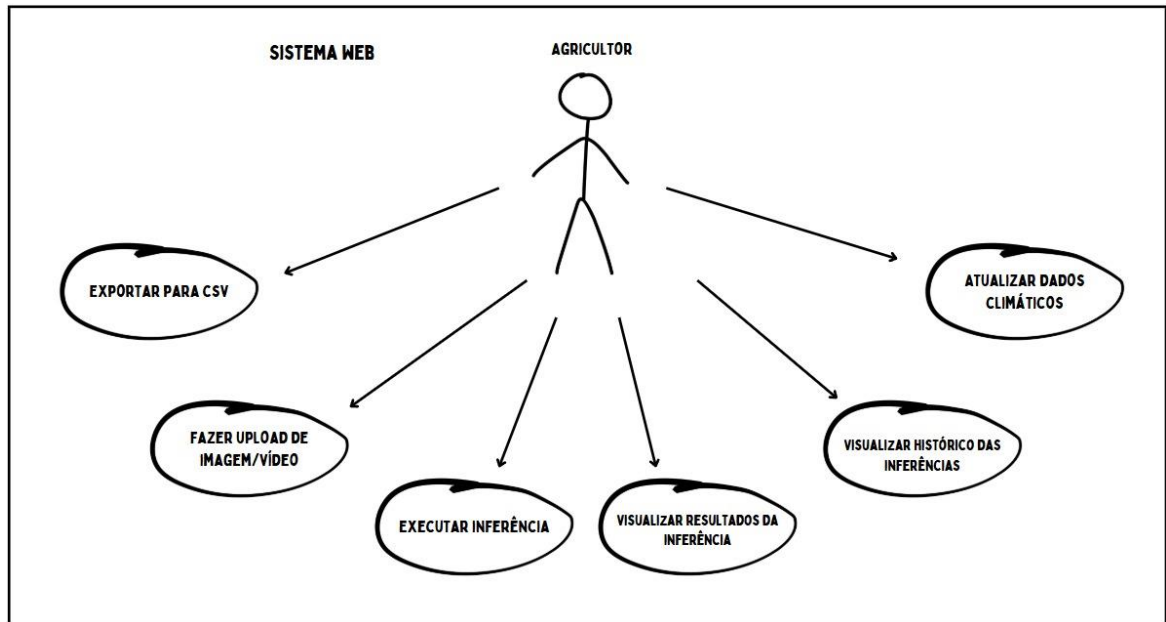 SISTEMA WEB
AGRICULTOR
EXPORTAR PARA CSV
ATUALIZAR DADOS
CLIMÁTICOS
FAZER UPLOAD DE
IMAGEM/VÍDEO
VISUALIZAR HISTÓRICO DAS
INFERÊNCIAS
EXECUTAR INFERÊNCIA
VISUALIZAR RESULTADOS DA
INFERÊNCIA